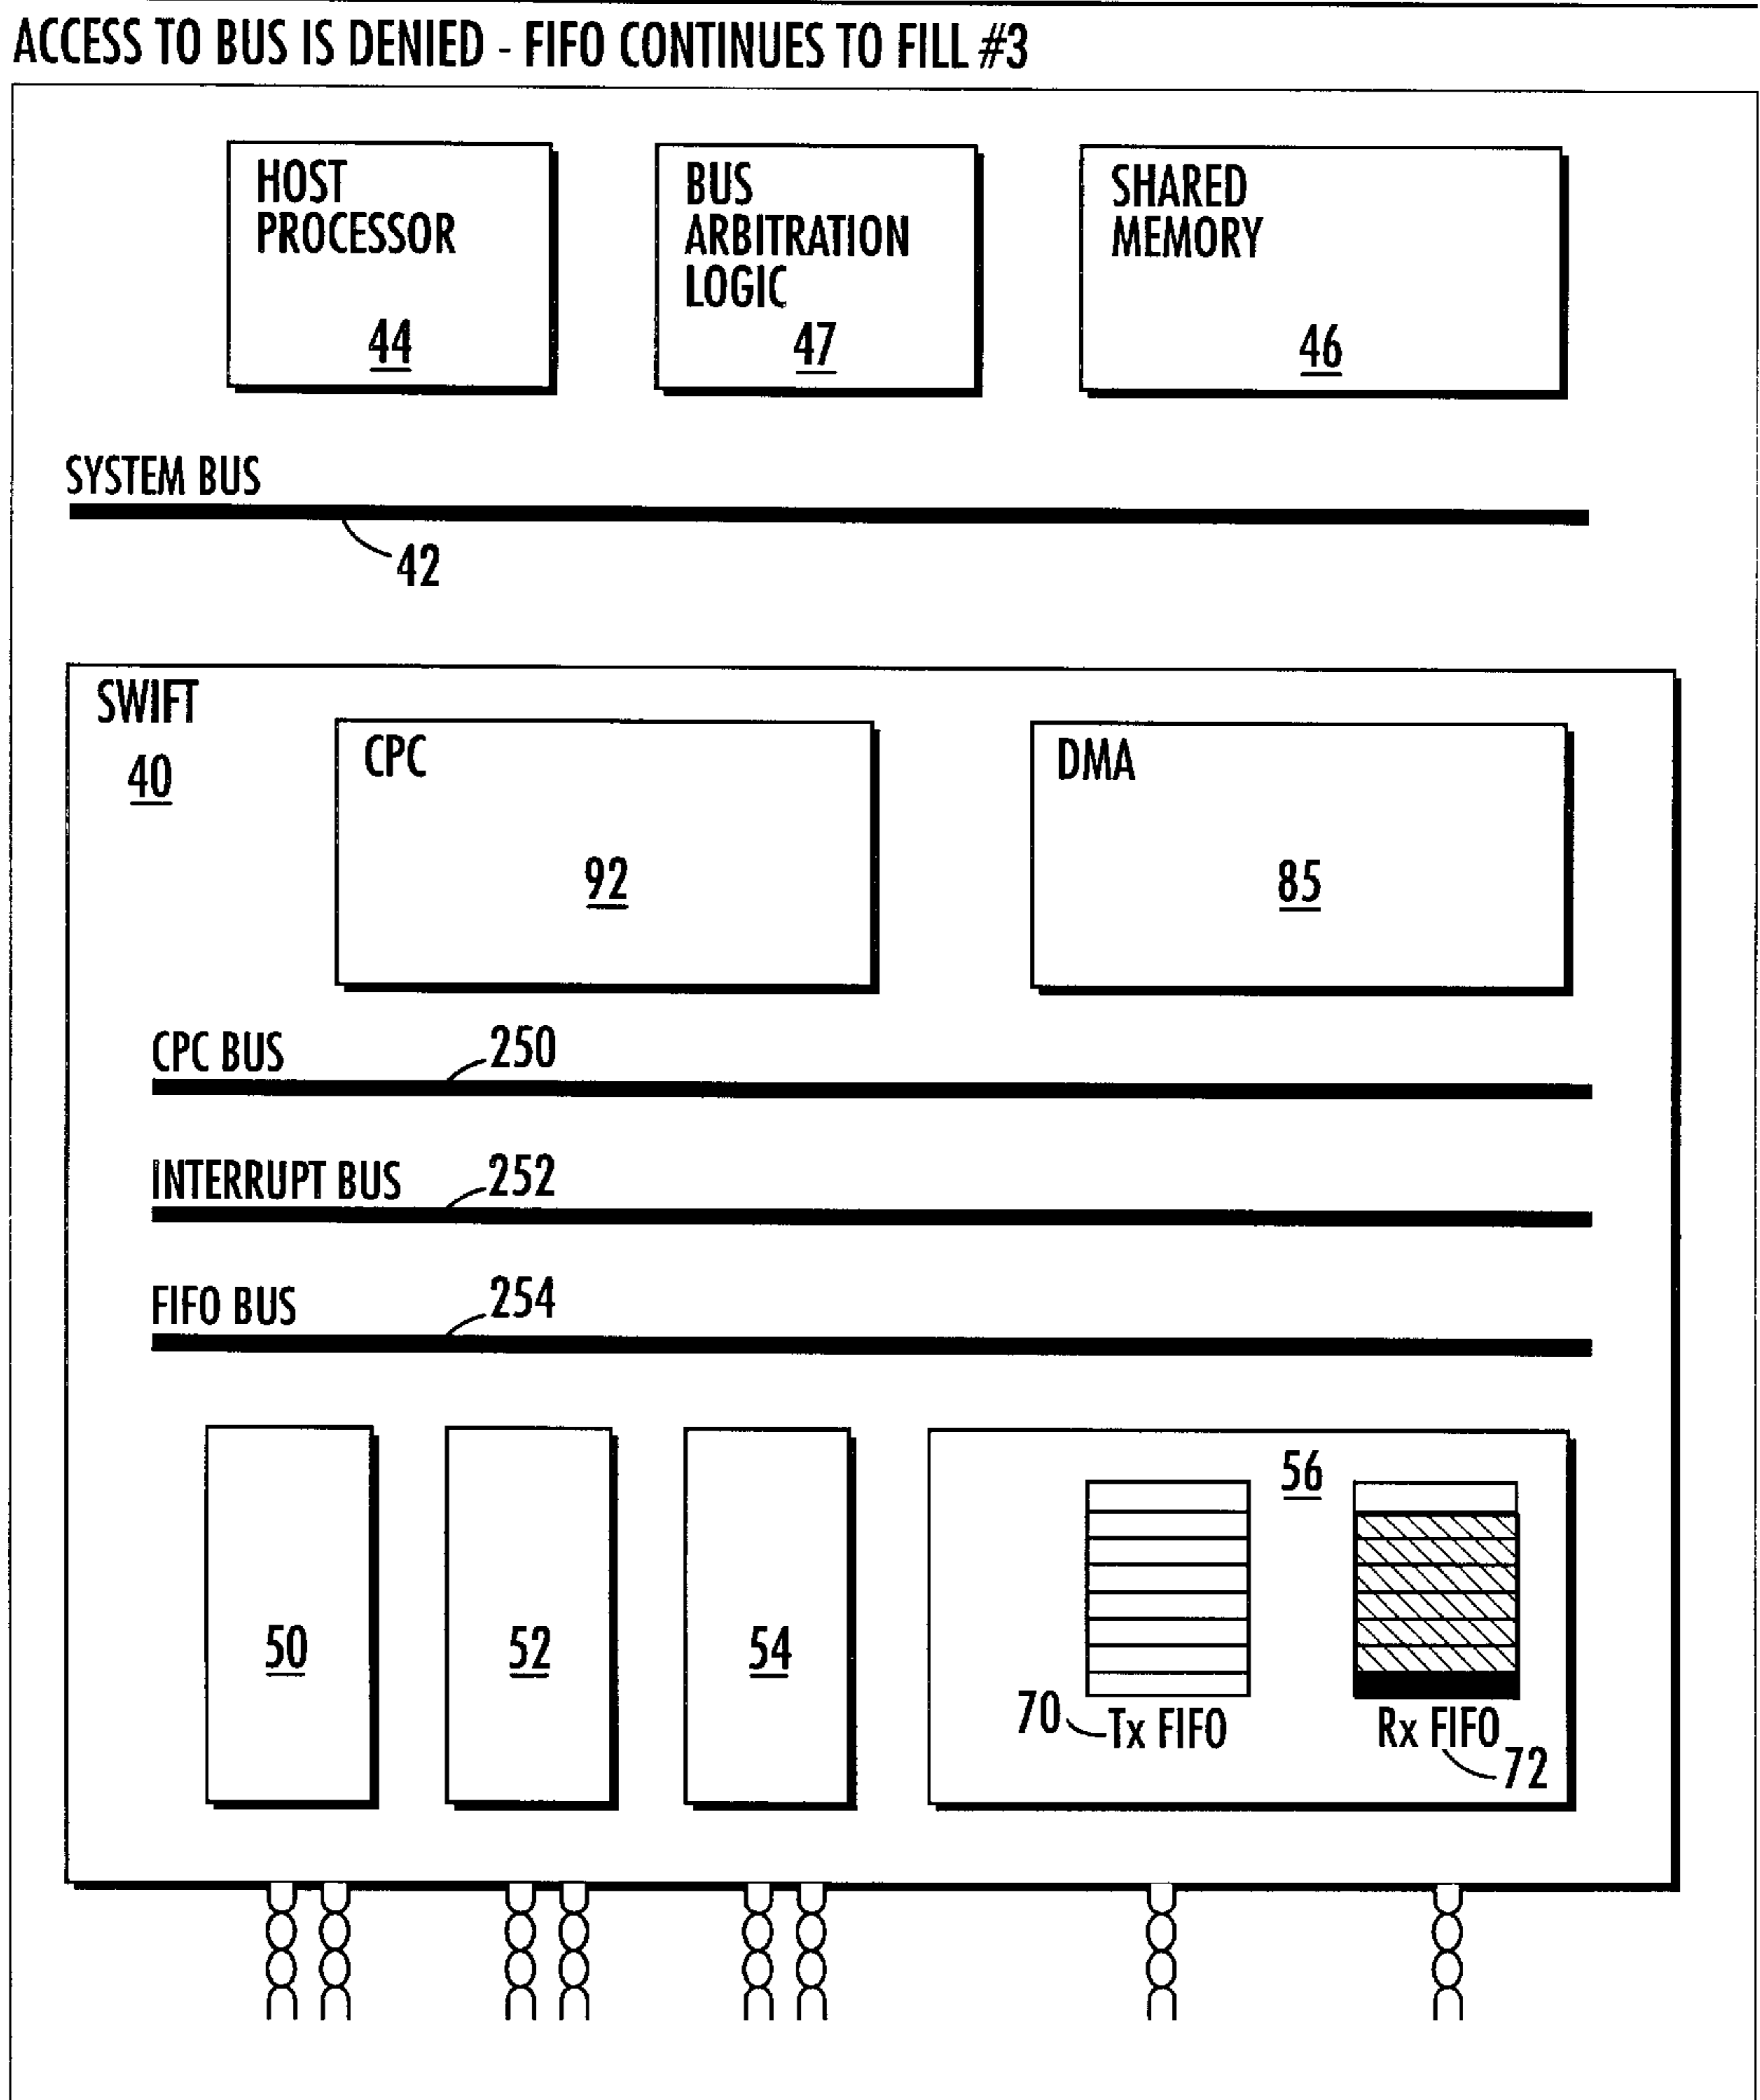 ACCESS TO BUS IS DENIED - FIFO CONTINUES TO FILL #3
HOST
PROCESSOR
44
BUS
ARBITRATION
LOGIC
47
SHARED
MEMORY
46
SYSTEM BUS
42
SWIFT
40
CPC
92
DMA
85
CPC BUS
250
INTERRUPT BUS
252
FIFO BUS
254
50
52
54
56
70
Tx FIFO
Rx FIFO
72